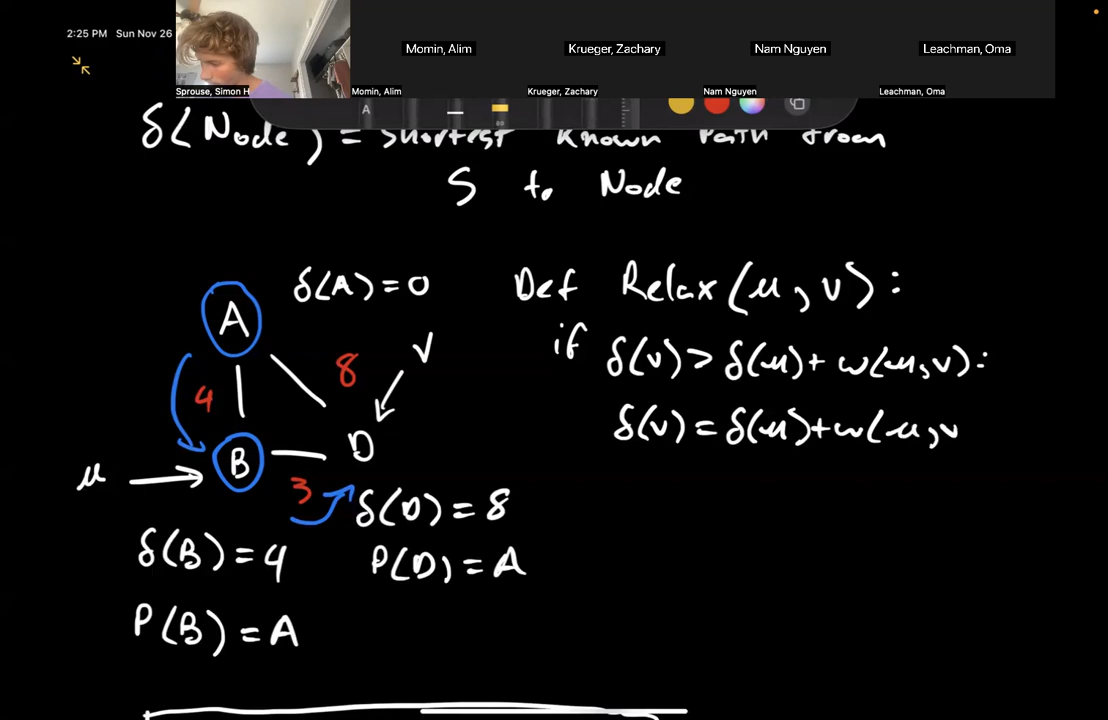 2:25 PM Sun Nov 26
Momin, Alim
Krueger, Zachary
Nam Nguyen
Leachman, Oma
Sprouse, Simon H
Momin, Alim
Krueger, Zachary
Nam Nguyen
Leachman, Oma
A
δ(Node) = Shortest Known Path from
S to Node
δ(A)=0
Def Relax(u,v):
if δ(v)>δ(u)+w(u,v):
δ(v)=δ(u)+w(u,v
A
v
8
4
B
D
u
3
δ(D)=8
δ(B)=4
P(D)=A
P(B)=A